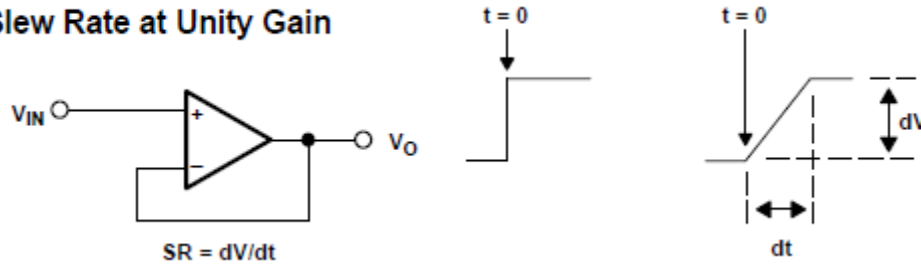 Slew Rate at Unity Gain
t = 0
t = 0
VIN
+
−
VO
dV
dt
SR = dV/dt